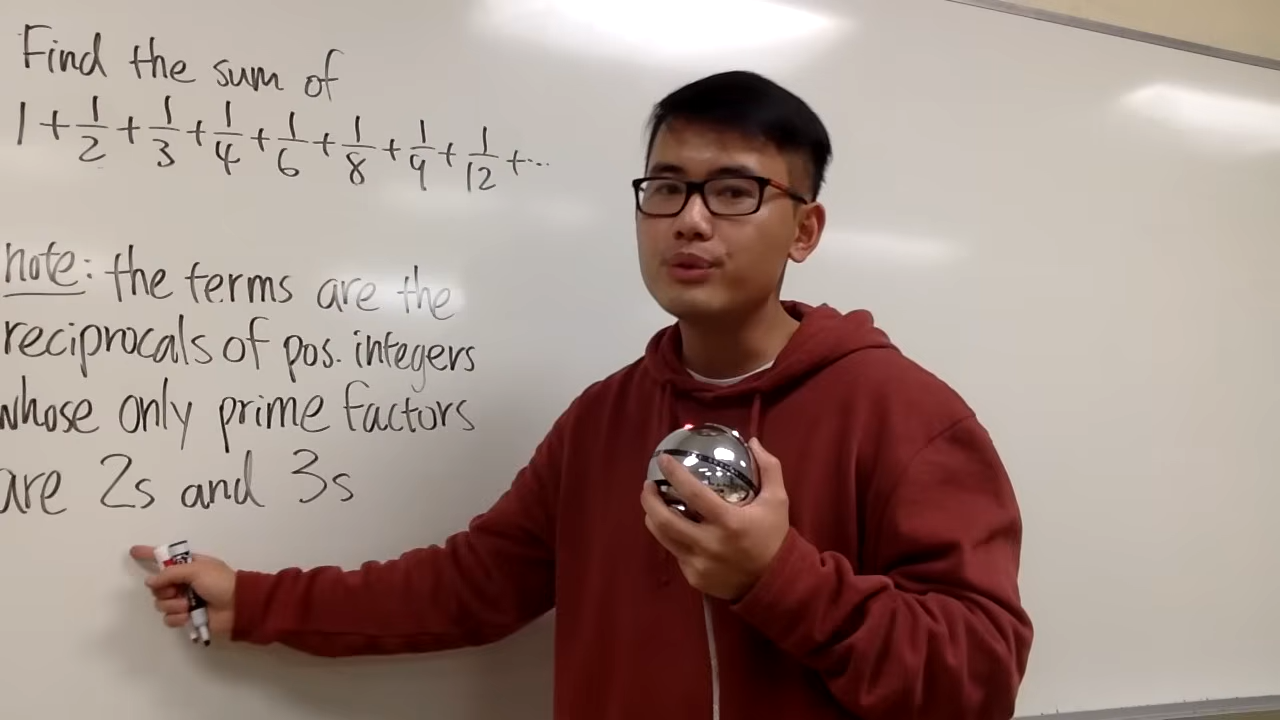 Find the sum of
1 + 1/2 + 1/3 + 1/4 + 1/6 + 1/8 + 1/9 + 1/12 + ...
note: the terms are the
reciprocals of pos. integers
whose only prime factors
are 2s and 3s